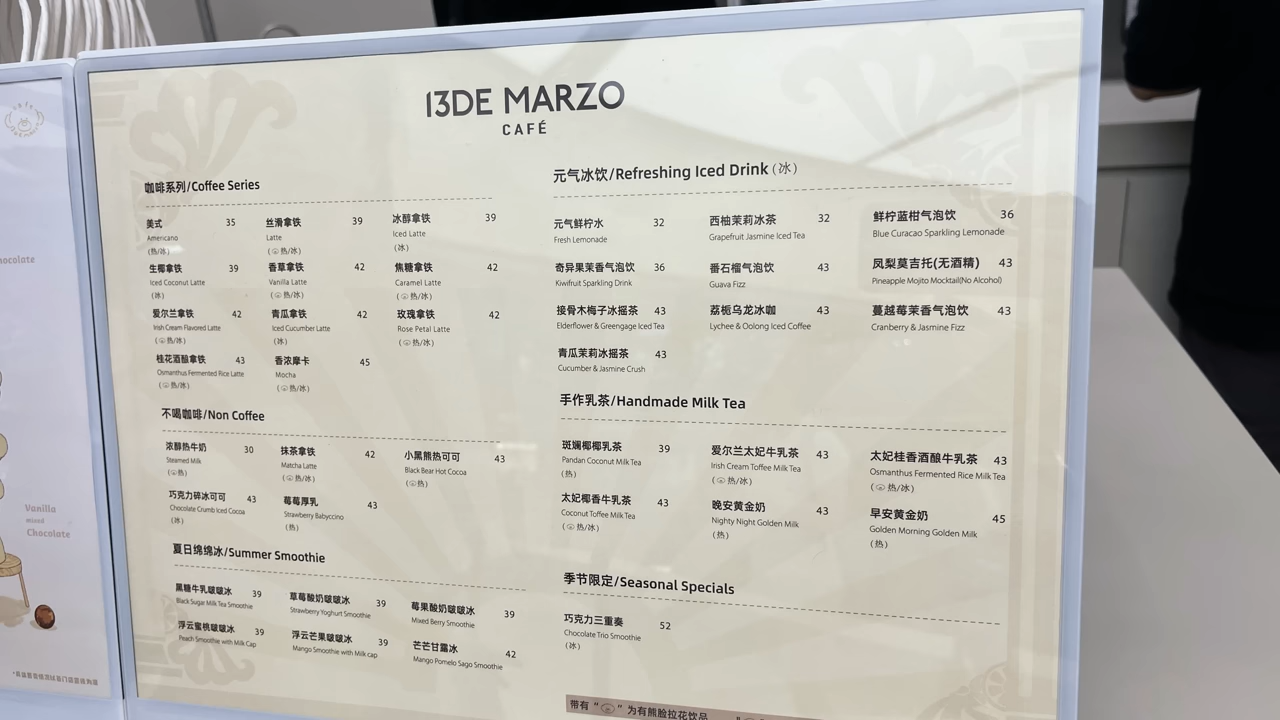 13DE MARZO
CAFÉ
咖啡系列/Coffee Series
美式 35
Americano
(热/冰)
丝滑拿铁 39
Latte
(热/冰)
冰醇拿铁 39
Iced Latte
(冰)
生椰拿铁 39
Iced Coconut Latte
(冰)
香草拿铁 42
Vanilla Latte
(热/冰)
焦糖拿铁 42
Caramel Latte
(热/冰)
爱尔兰拿铁 42
Irish Cream Flavored Latte
(热/冰)
青瓜拿铁 42
Iced Cucumber Latte
(冰)
玫瑰拿铁 42
Rose Petal Latte
(热/冰)
桂花酒酿拿铁 43
Osmanthus Fermented Rice Latte
(热/冰)
香浓摩卡 45
Mocha
(热/冰)
不喝咖啡/Non Coffee
浓醇热牛奶 30
Steamed Milk
(热)
抹茶拿铁 42
Matcha Latte
(热/冰)
小黑熊热可可 43
Black Bear Hot Cocoa
(热)
巧克力碎冰可可 43
Chocolate Crumb Iced Cocoa
(冰)
莓莓厚乳 43
Strawberry Babyccino
(热)
夏日绵绵冰/Summer Smoothie
黑糖牛乳啵啵冰 39
Black Sugar Milk Tea Smoothie
草莓酸奶啵啵冰 39
Strawberry Yoghurt Smoothie
莓果酸奶啵啵冰 39
Mixed Berry Smoothie
浮云蜜桃啵啵冰 39
Peach Smoothie with Milk Cap
浮云芒果啵啵冰 39
Mango Smoothie with Milk cap
芒芒甘露冰 42
Mango Pomelo Sago Smoothie
元气冰饮/Refreshing Iced Drink(冰)
元气鲜柠水 32
Fresh Lemonade
西柚茉莉冰茶 32
Grapefruit Jasmine Iced Tea
鲜柠蓝柑气泡饮 36
Blue Curacao Sparkling Lemonade
奇异果茉香气泡饮 36
Kiwifruit Sparkling Drink
番石榴气泡饮 43
Guava Fizz
凤梨莫吉托(无酒精) 43
Pineapple Mojito Mocktail(No Alcohol)
接骨木梅子冰摇茶 43
Elderflower & Greengage Iced Tea
荔栀乌龙冰咖 43
Lychee & Oolong Iced Coffee
蔓越莓茉香气泡饮 43
Cranberry & Jasmine Fizz
青瓜茉莉冰摇茶 43
Cucumber & Jasmine Crush
手作乳茶/Handmade Milk Tea
斑斓椰椰乳茶 39
Pandan Coconut Milk Tea
(热)
爱尔兰太妃牛乳茶 43
Irish Cream Toffee Milk Tea
(热/冰)
太妃桂香酒酿牛乳茶 43
Osmanthus Fermented Rice Milk Tea
(热/冰)
太妃椰香牛乳茶 43
Coconut Toffee Milk Tea
(热/冰)
晚安黄金奶 43
Nighty Night Golden Milk
(热)
早安黄金奶 45
Golden Morning Golden Milk
(热)
季节限定/Seasonal Specials
巧克力三重奏 52
Chocolate Trio Smoothie
(冰)
带有“ ”为有熊脸拉花饮品
Vanilla
mixed
Chocolate